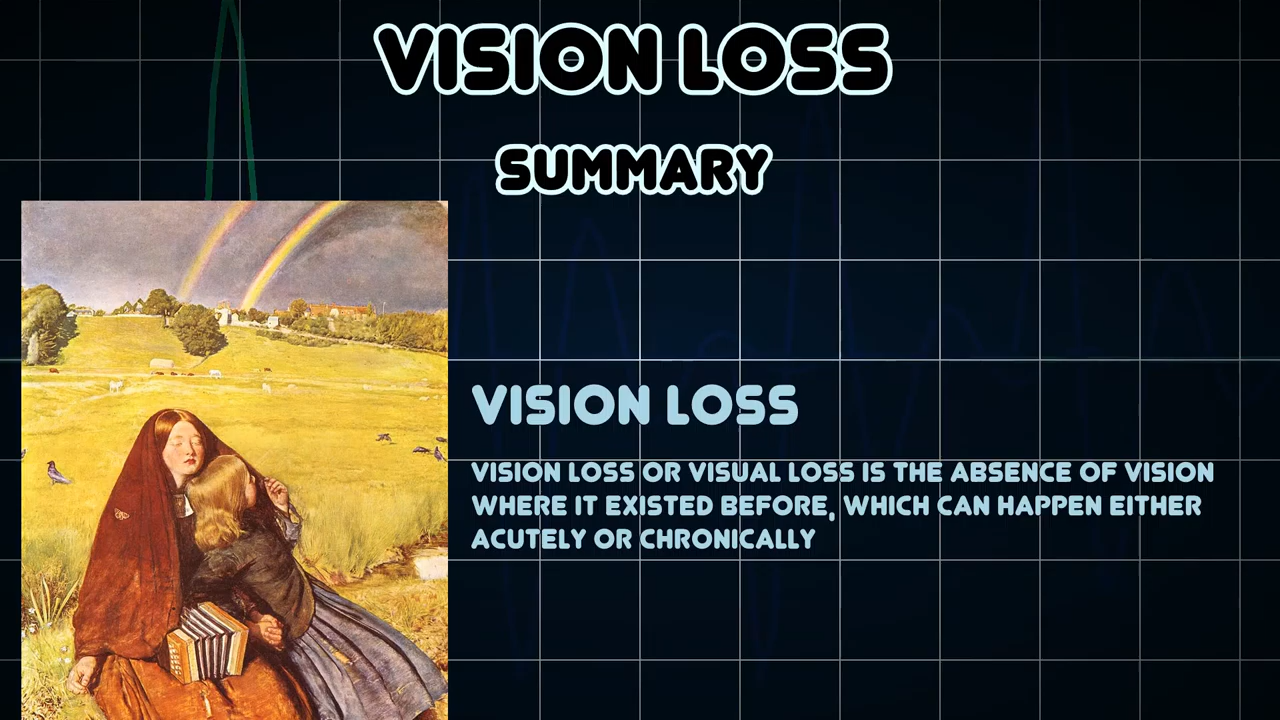 VISION LOSS
SUMMARY
VISION LOSS
VISION LOSS OR VISUAL LOSS IS THE ABSENCE OF VISION
WHERE IT EXISTED BEFORE, WHICH CAN HAPPEN EITHER
ACUTELY OR CHRONICALLY